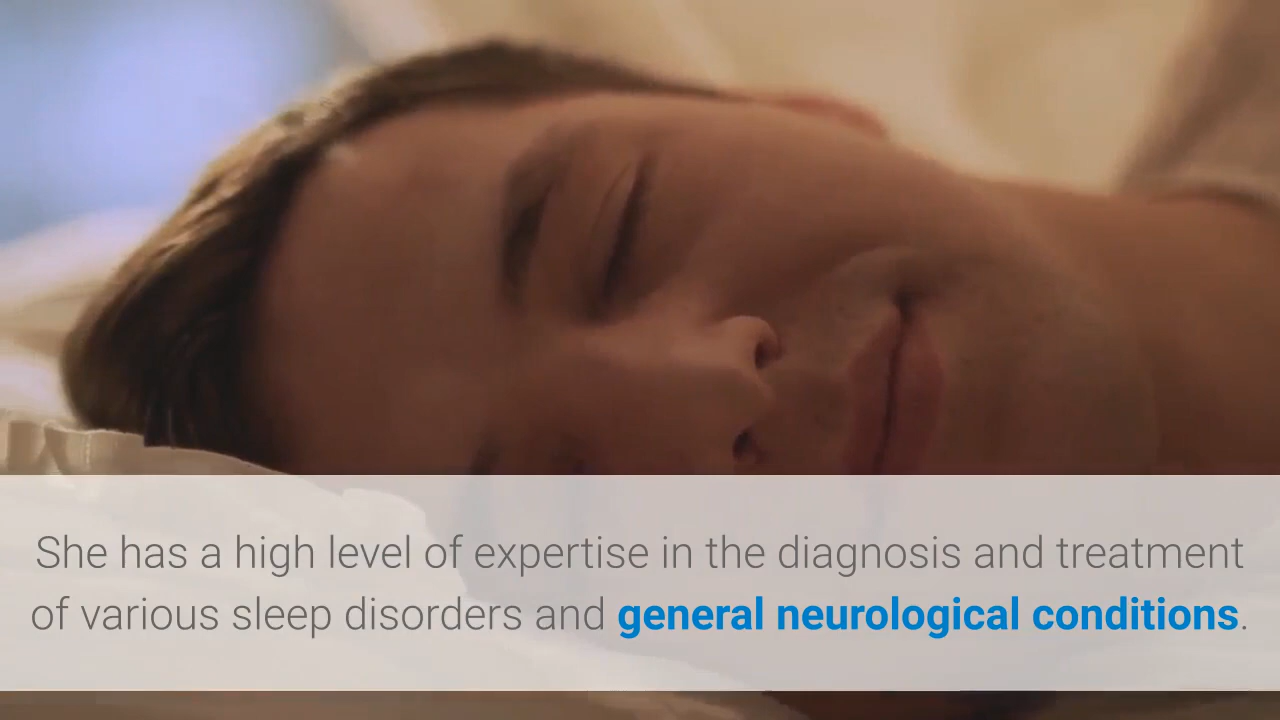 She has a high level of expertise in the diagnosis and treatment
of various sleep disorders and general neurological conditions.